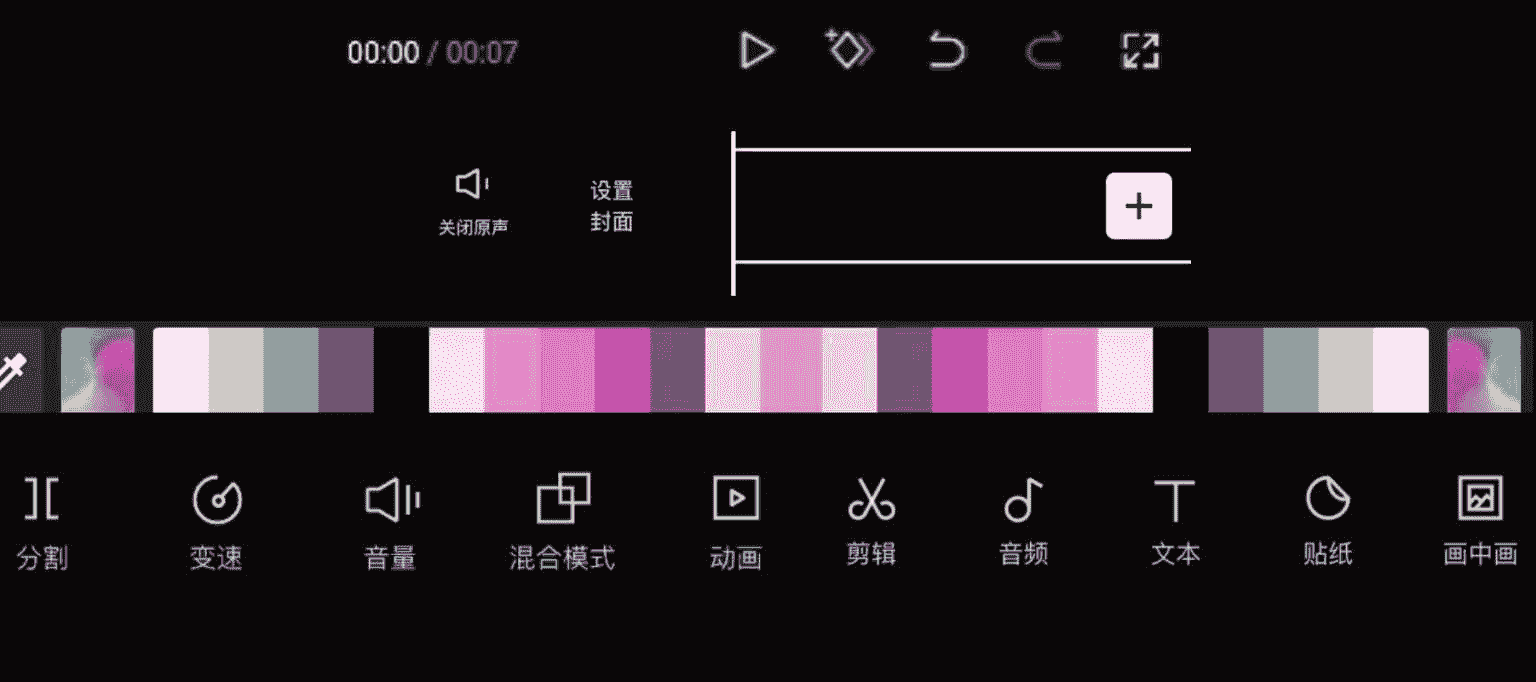 00:00 / 00:07
关闭原声
设置
封面
分割 变速 音量 混合模式 动画 剪辑 音频 文本 贴纸 画中画